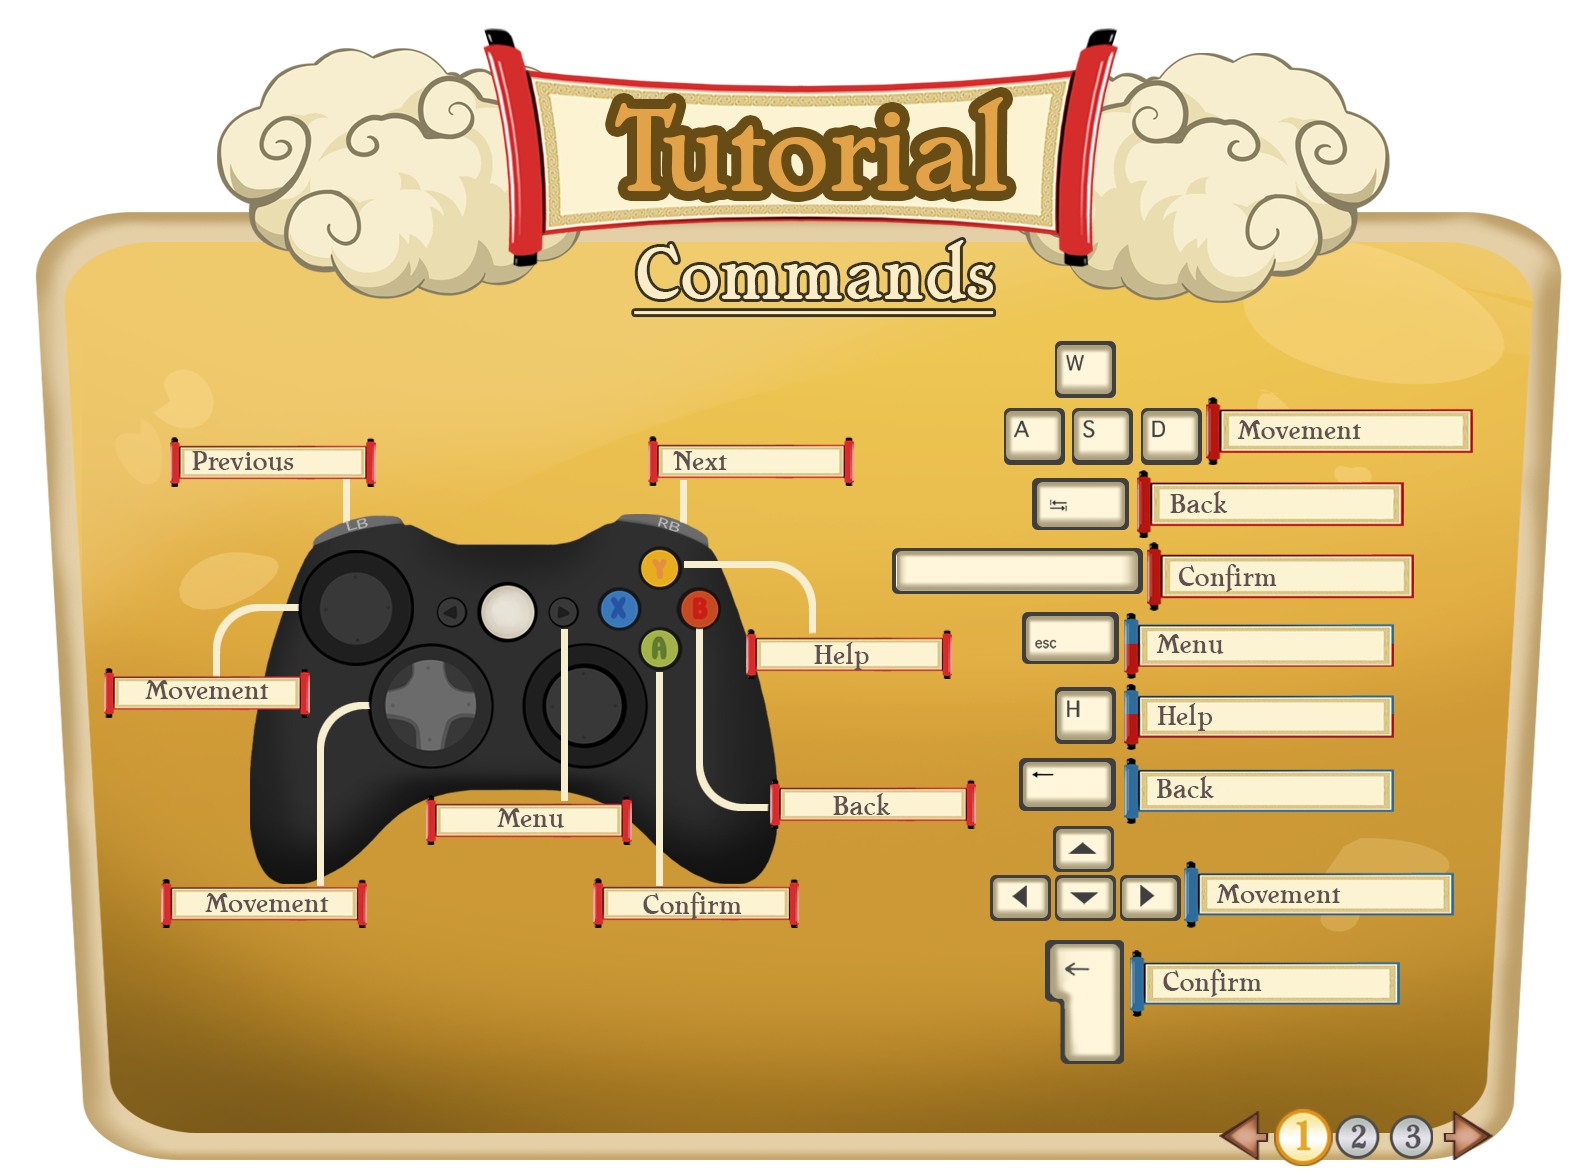 Tutorial
Commands
W
A S D Movement
Previous
Next
Back
LB
RB
Y
Confirm
X
B
A
esc Menu
Help
Movement
H Help
Back
Menu
Back
Movement
Movement
Confirm
Confirm
1 2 3